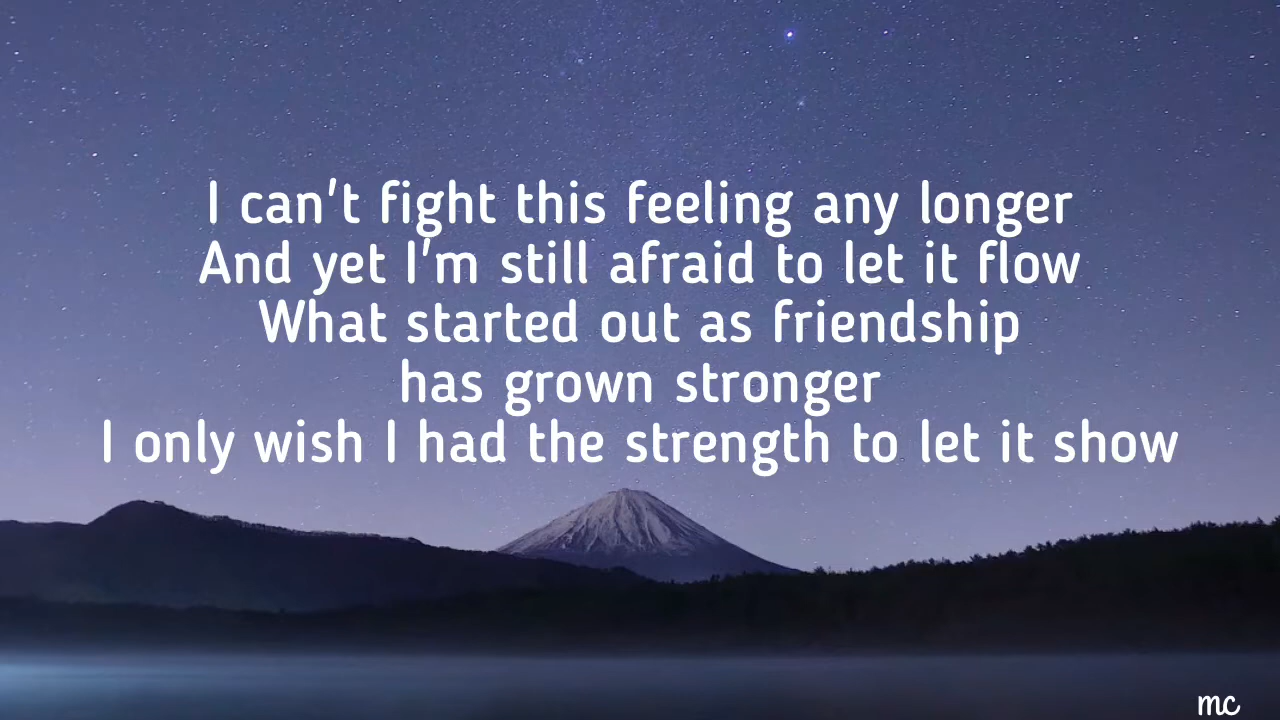 I can't fight this feeling any longer
And yet I'm still afraid to let it flow
What started out as friendship
has grown stronger
I only wish I had the strength to let it show
mc